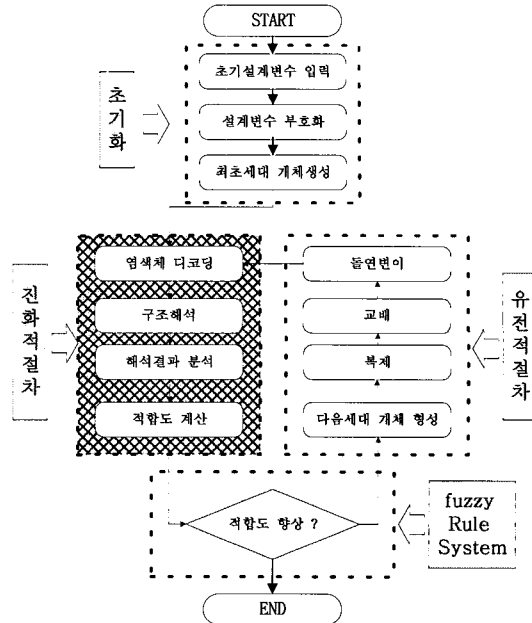 START
초기설계변수 입력
설계변수 부호화
최초세대 개체생성
초기화
염색체 디코딩
구조해석
해석결과 분석
적합도 계산
진화적절차
돌연변이
교배
복제
다음세대 개체 형성
유전적절차
적합도 향상 ?
fuzzy
Rule
System
END